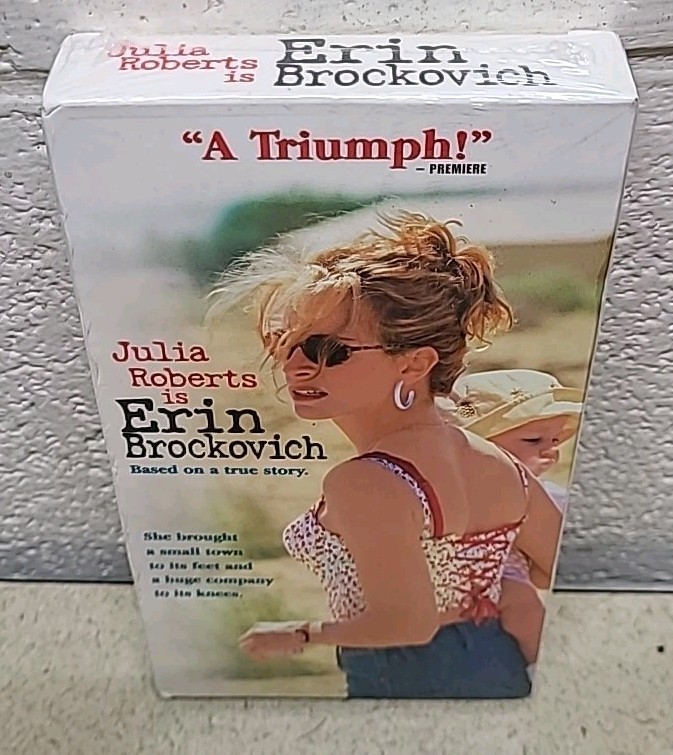 Julia
Roberts
is
Erin
Brockovich
“A Triumph!”
– PREMIERE
Julia
Roberts
is
Erin
Brockovich
Based on a true story.
She brought
a small town
to its feet and
a huge company
to its knees.